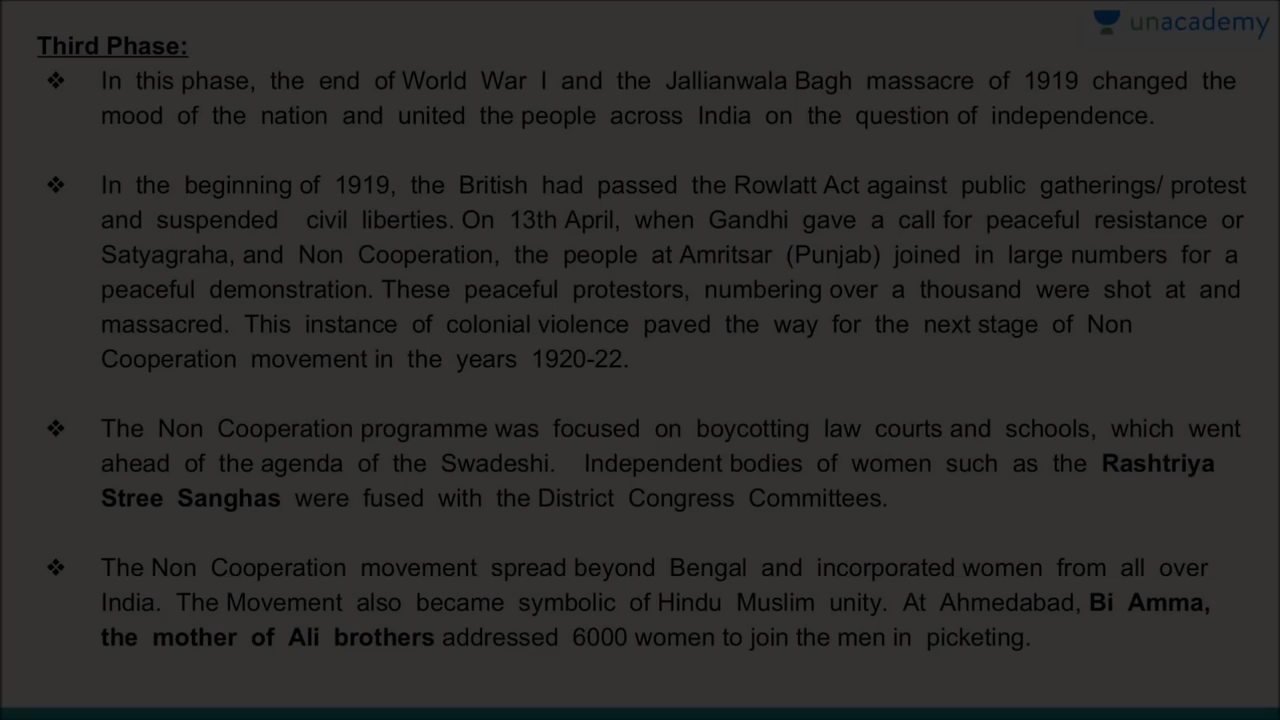 unacademy
Third Phase:
❖ In this phase, the end of World War I and the Jallianwala Bagh massacre of 1919 changed the
mood of the nation and united the people across India on the question of independence.
❖ In the beginning of 1919, the British had passed the Rowlatt Act against public gatherings/ protest
and suspended civil liberties. On 13th April, when Gandhi gave a call for peaceful resistance or
Satyagraha, and Non Cooperation, the people at Amritsar (Punjab) joined in large numbers for a
peaceful demonstration. These peaceful protestors, numbering over a thousand were shot at and
massacred. This instance of colonial violence paved the way for the next stage of Non
Cooperation movement in the years 1920-22.
❖ The Non Cooperation programme was focused on boycotting law courts and schools, which went
ahead of the agenda of the Swadeshi. Independent bodies of women such as the Rashtriya
Stree Sanghas were fused with the District Congress Committees.
❖ The Non Cooperation movement spread beyond Bengal and incorporated women from all over
India. The Movement also became symbolic of Hindu Muslim unity. At Ahmedabad, Bi Amma,
the mother of Ali brothers addressed 6000 women to join the men in picketing.